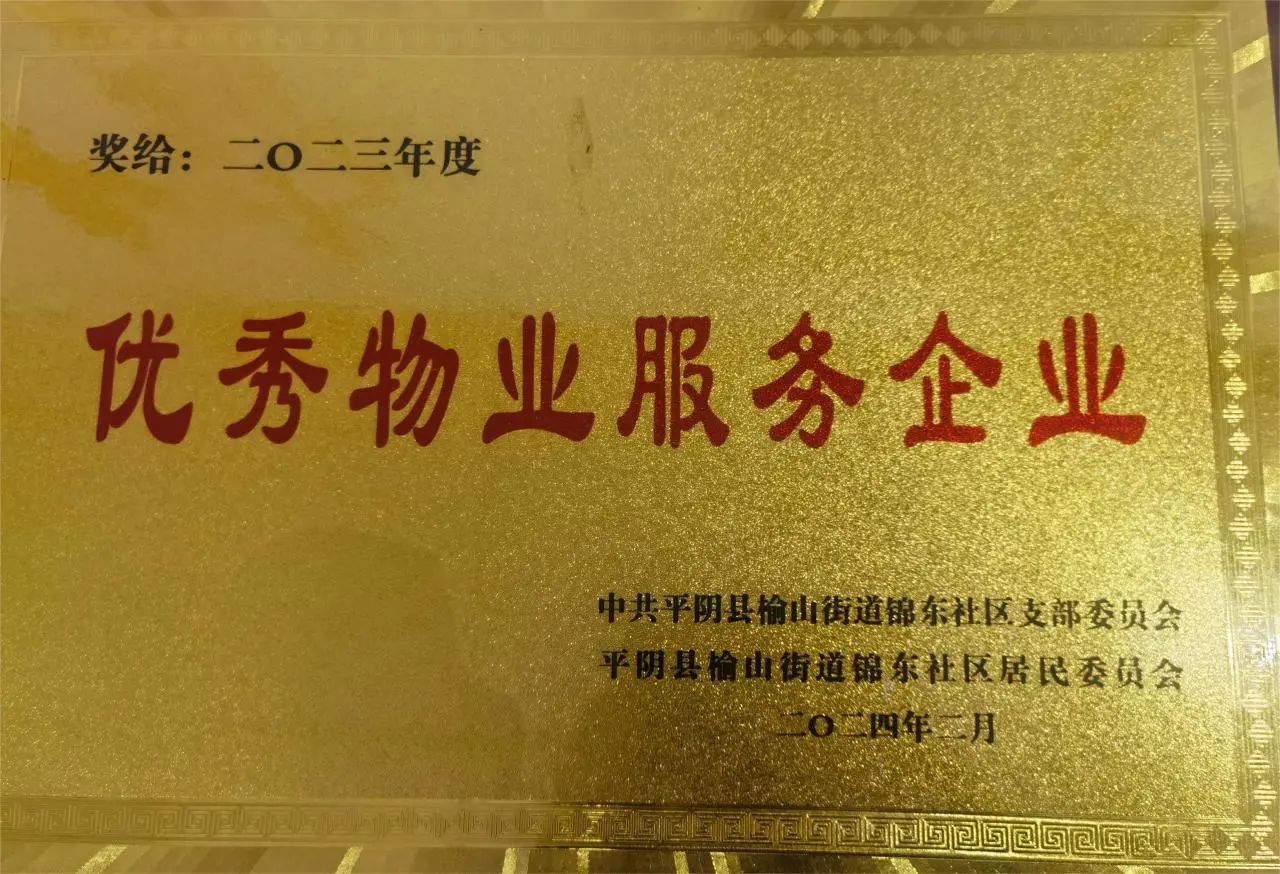 奖给：二〇二三年度
优秀物业服务企业
中共平阴县榆山街道锦东社区支部委员会
平阴县榆山街道锦东社区居民委员会
二〇二四年二月